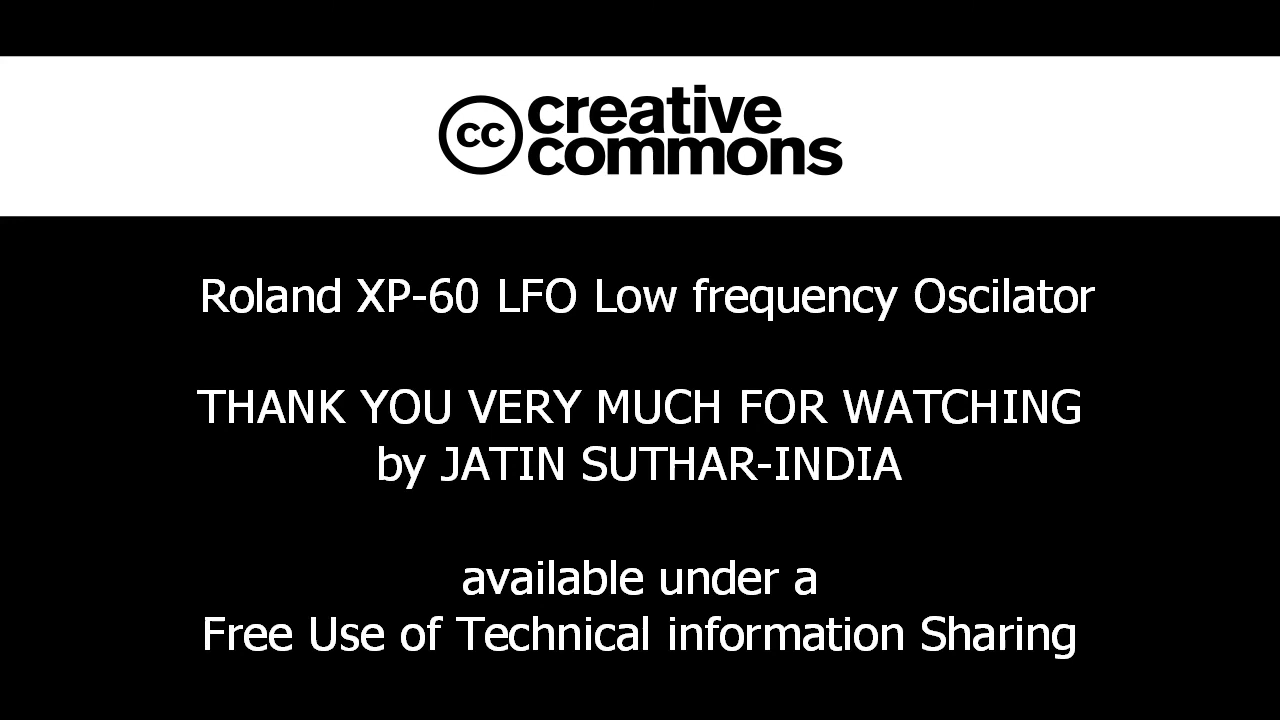 cc creative
commons
Roland XP-60 LFO Low frequency Oscilator
THANK YOU VERY MUCH FOR WATCHING
by JATIN SUTHAR-INDIA
available under a
Free Use of Technical information Sharing